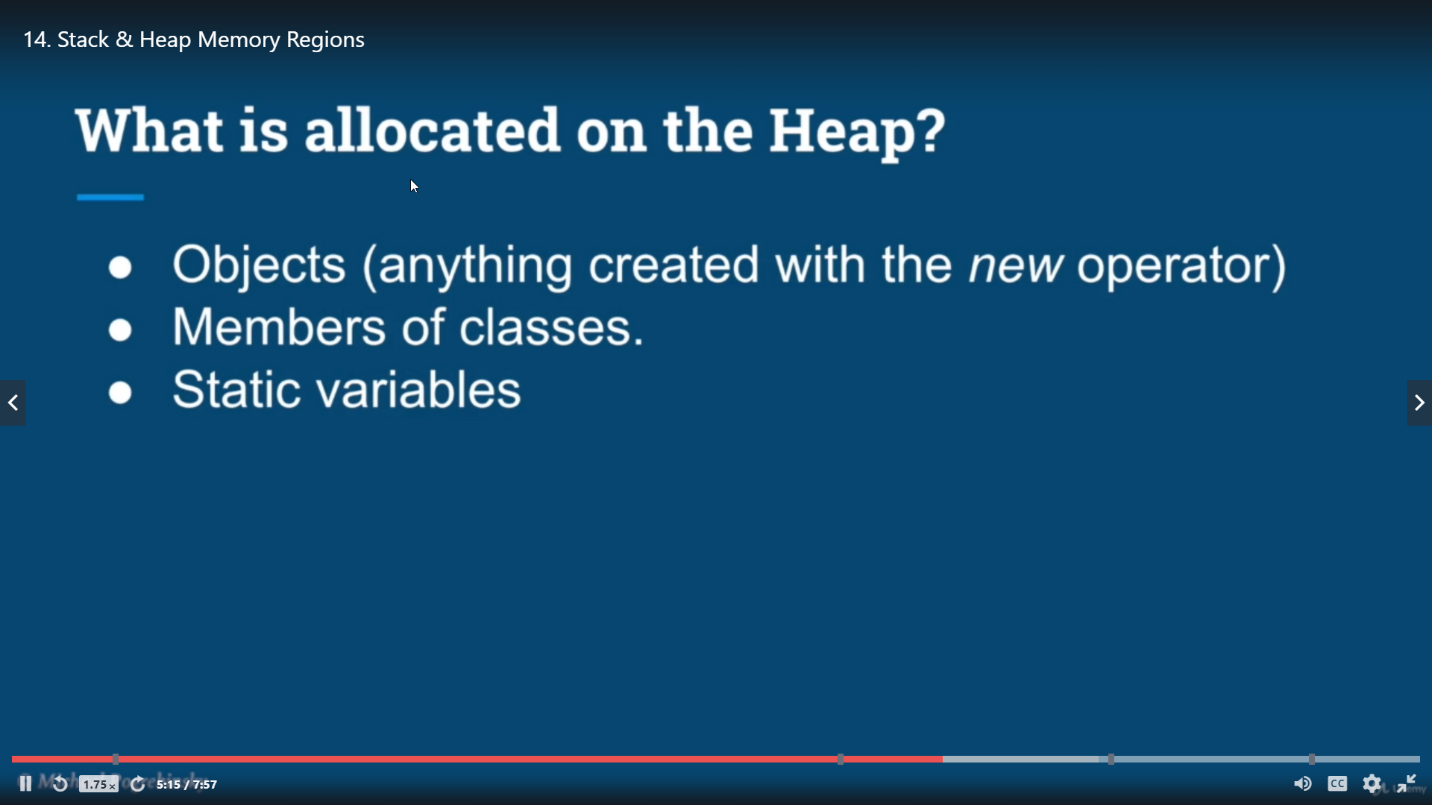 14. Stack & Heap Memory Regions
What is allocated on the Heap?
● Objects (anything created with the new operator)
● Members of classes.
● Static variables
1.75x
5:15 / 7:57
CC